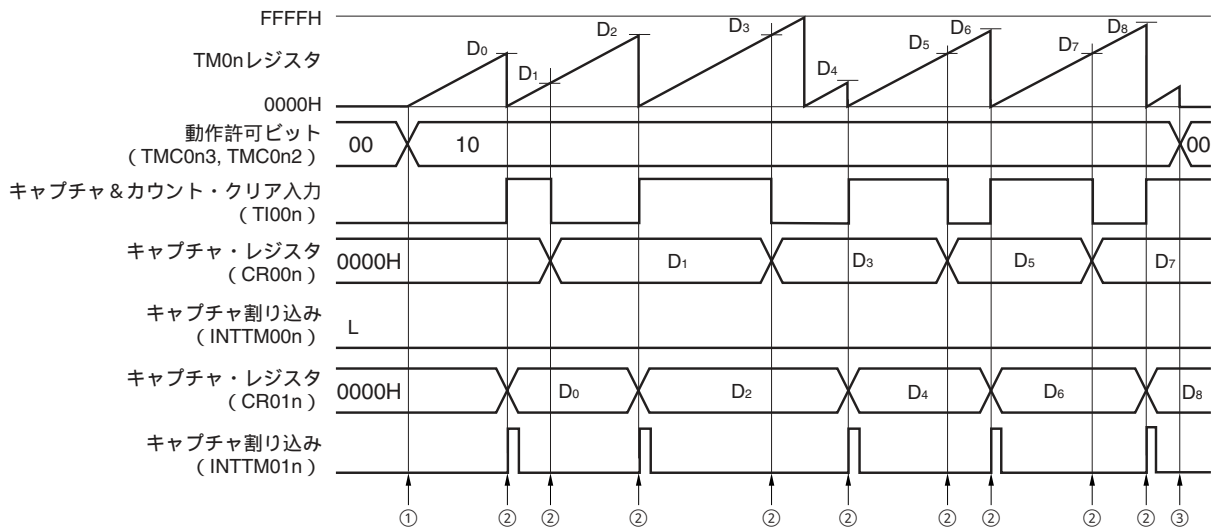 FFFFH
TM0nレジスタ
0000H
D0 D1 D2 D3 D4 D5 D6 D7 D8
動作許可ビット
（TMC0n3, TMC0n2）
00 10 00
キャプチャ＆カウント・クリア入力
（TI00n）
キャプチャ・レジスタ
（CR00n）
0000H D1 D3 D5 D7
キャプチャ割り込み
（INTTM00n）
L
キャプチャ・レジスタ
（CR01n）
0000H D0 D2 D4 D6 D8
キャプチャ割り込み
（INTTM01n）
① ② ② ② ② ② ② ② ② ② ③